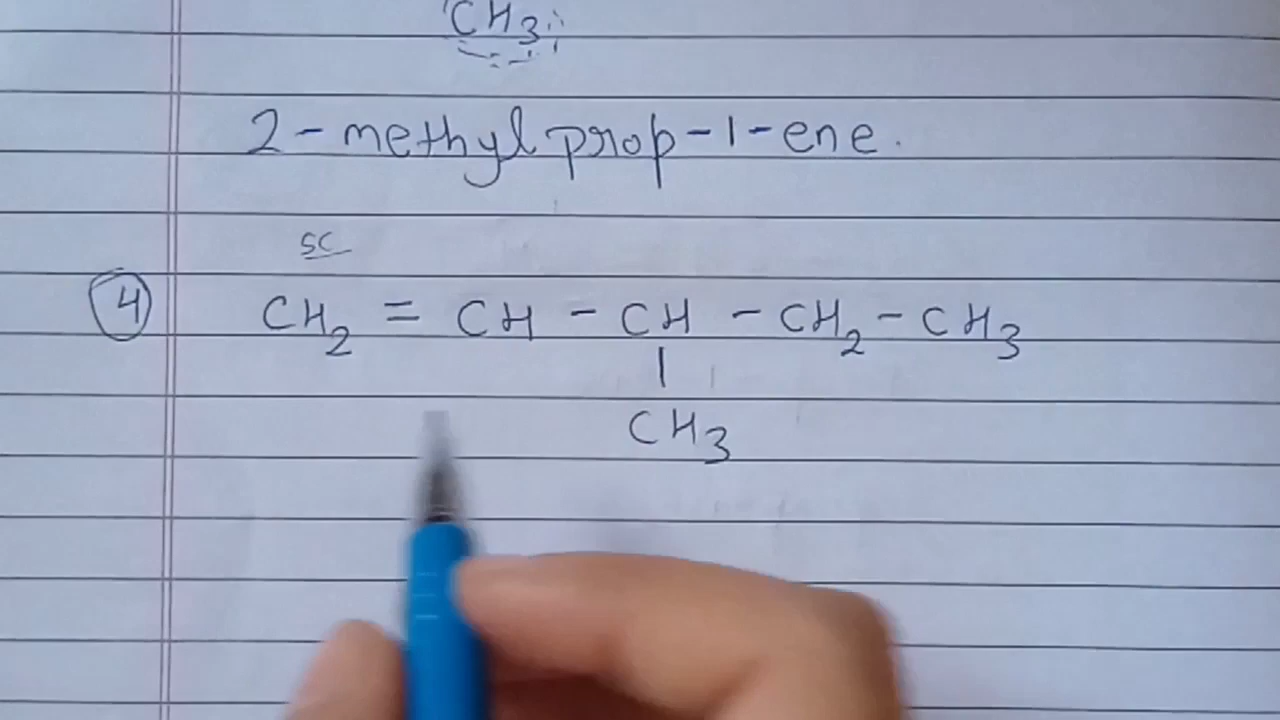 CH3
2-methylprop-1-ene.
5C
4 CH2 = CH - CH - CH2 - CH3
|
CH3